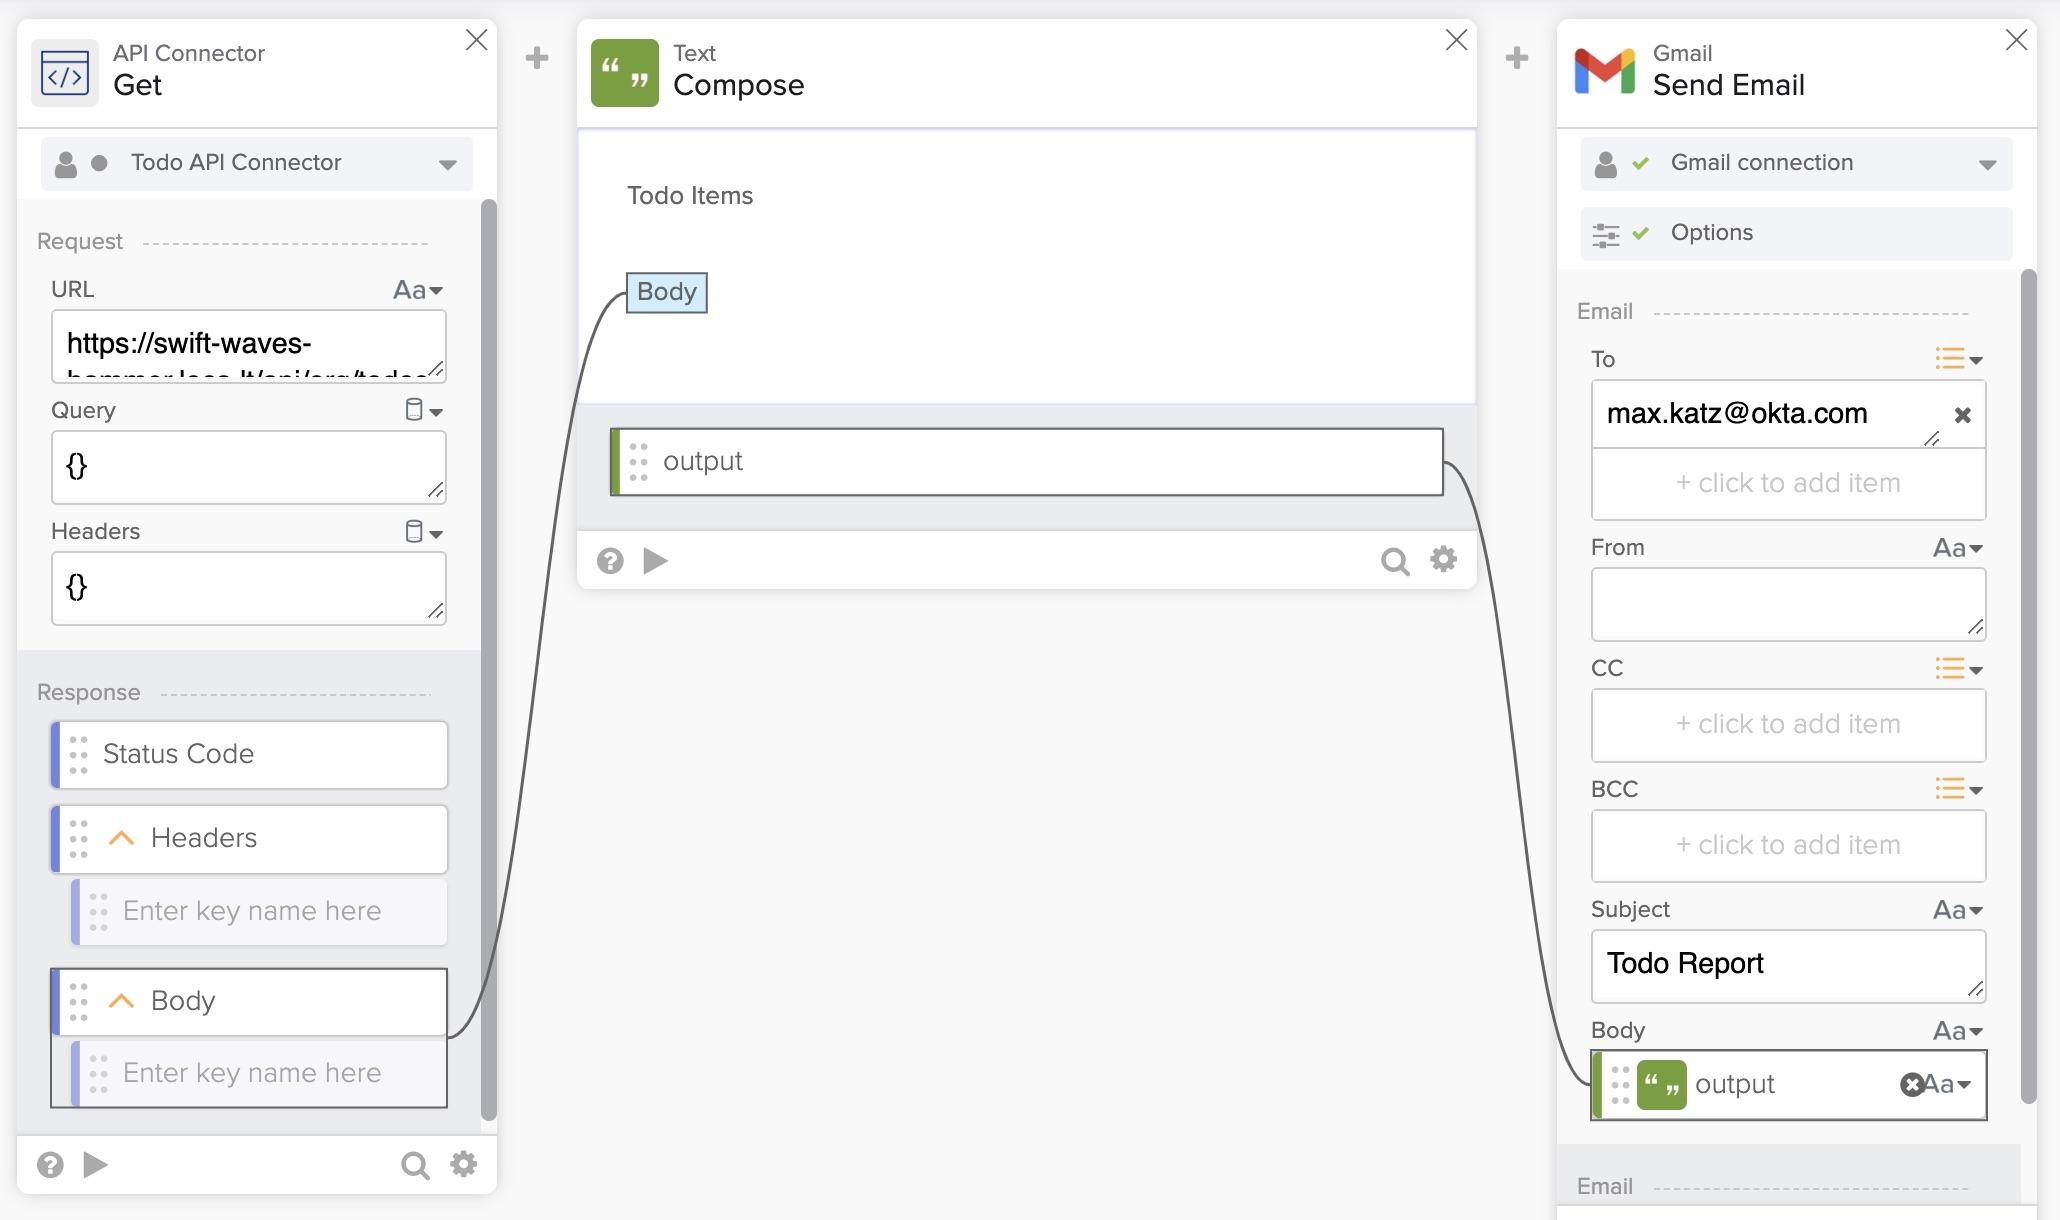 API Connector
Get
Todo API Connector
Request
URL
Aa
https://swift-waves-
Query
{}
Headers
{}
Response
Status Code
Headers
Enter key name here
Body
Enter key name here
Text
Compose
Todo Items
Body
output
Gmail
Send Email
Gmail connection
Options
Email
To
max.katz@okta.com
+ click to add item
From
Aa
CC
+ click to add item
BCC
+ click to add item
Subject
Aa
Todo Report
Body
Aa
output
Aa
Email